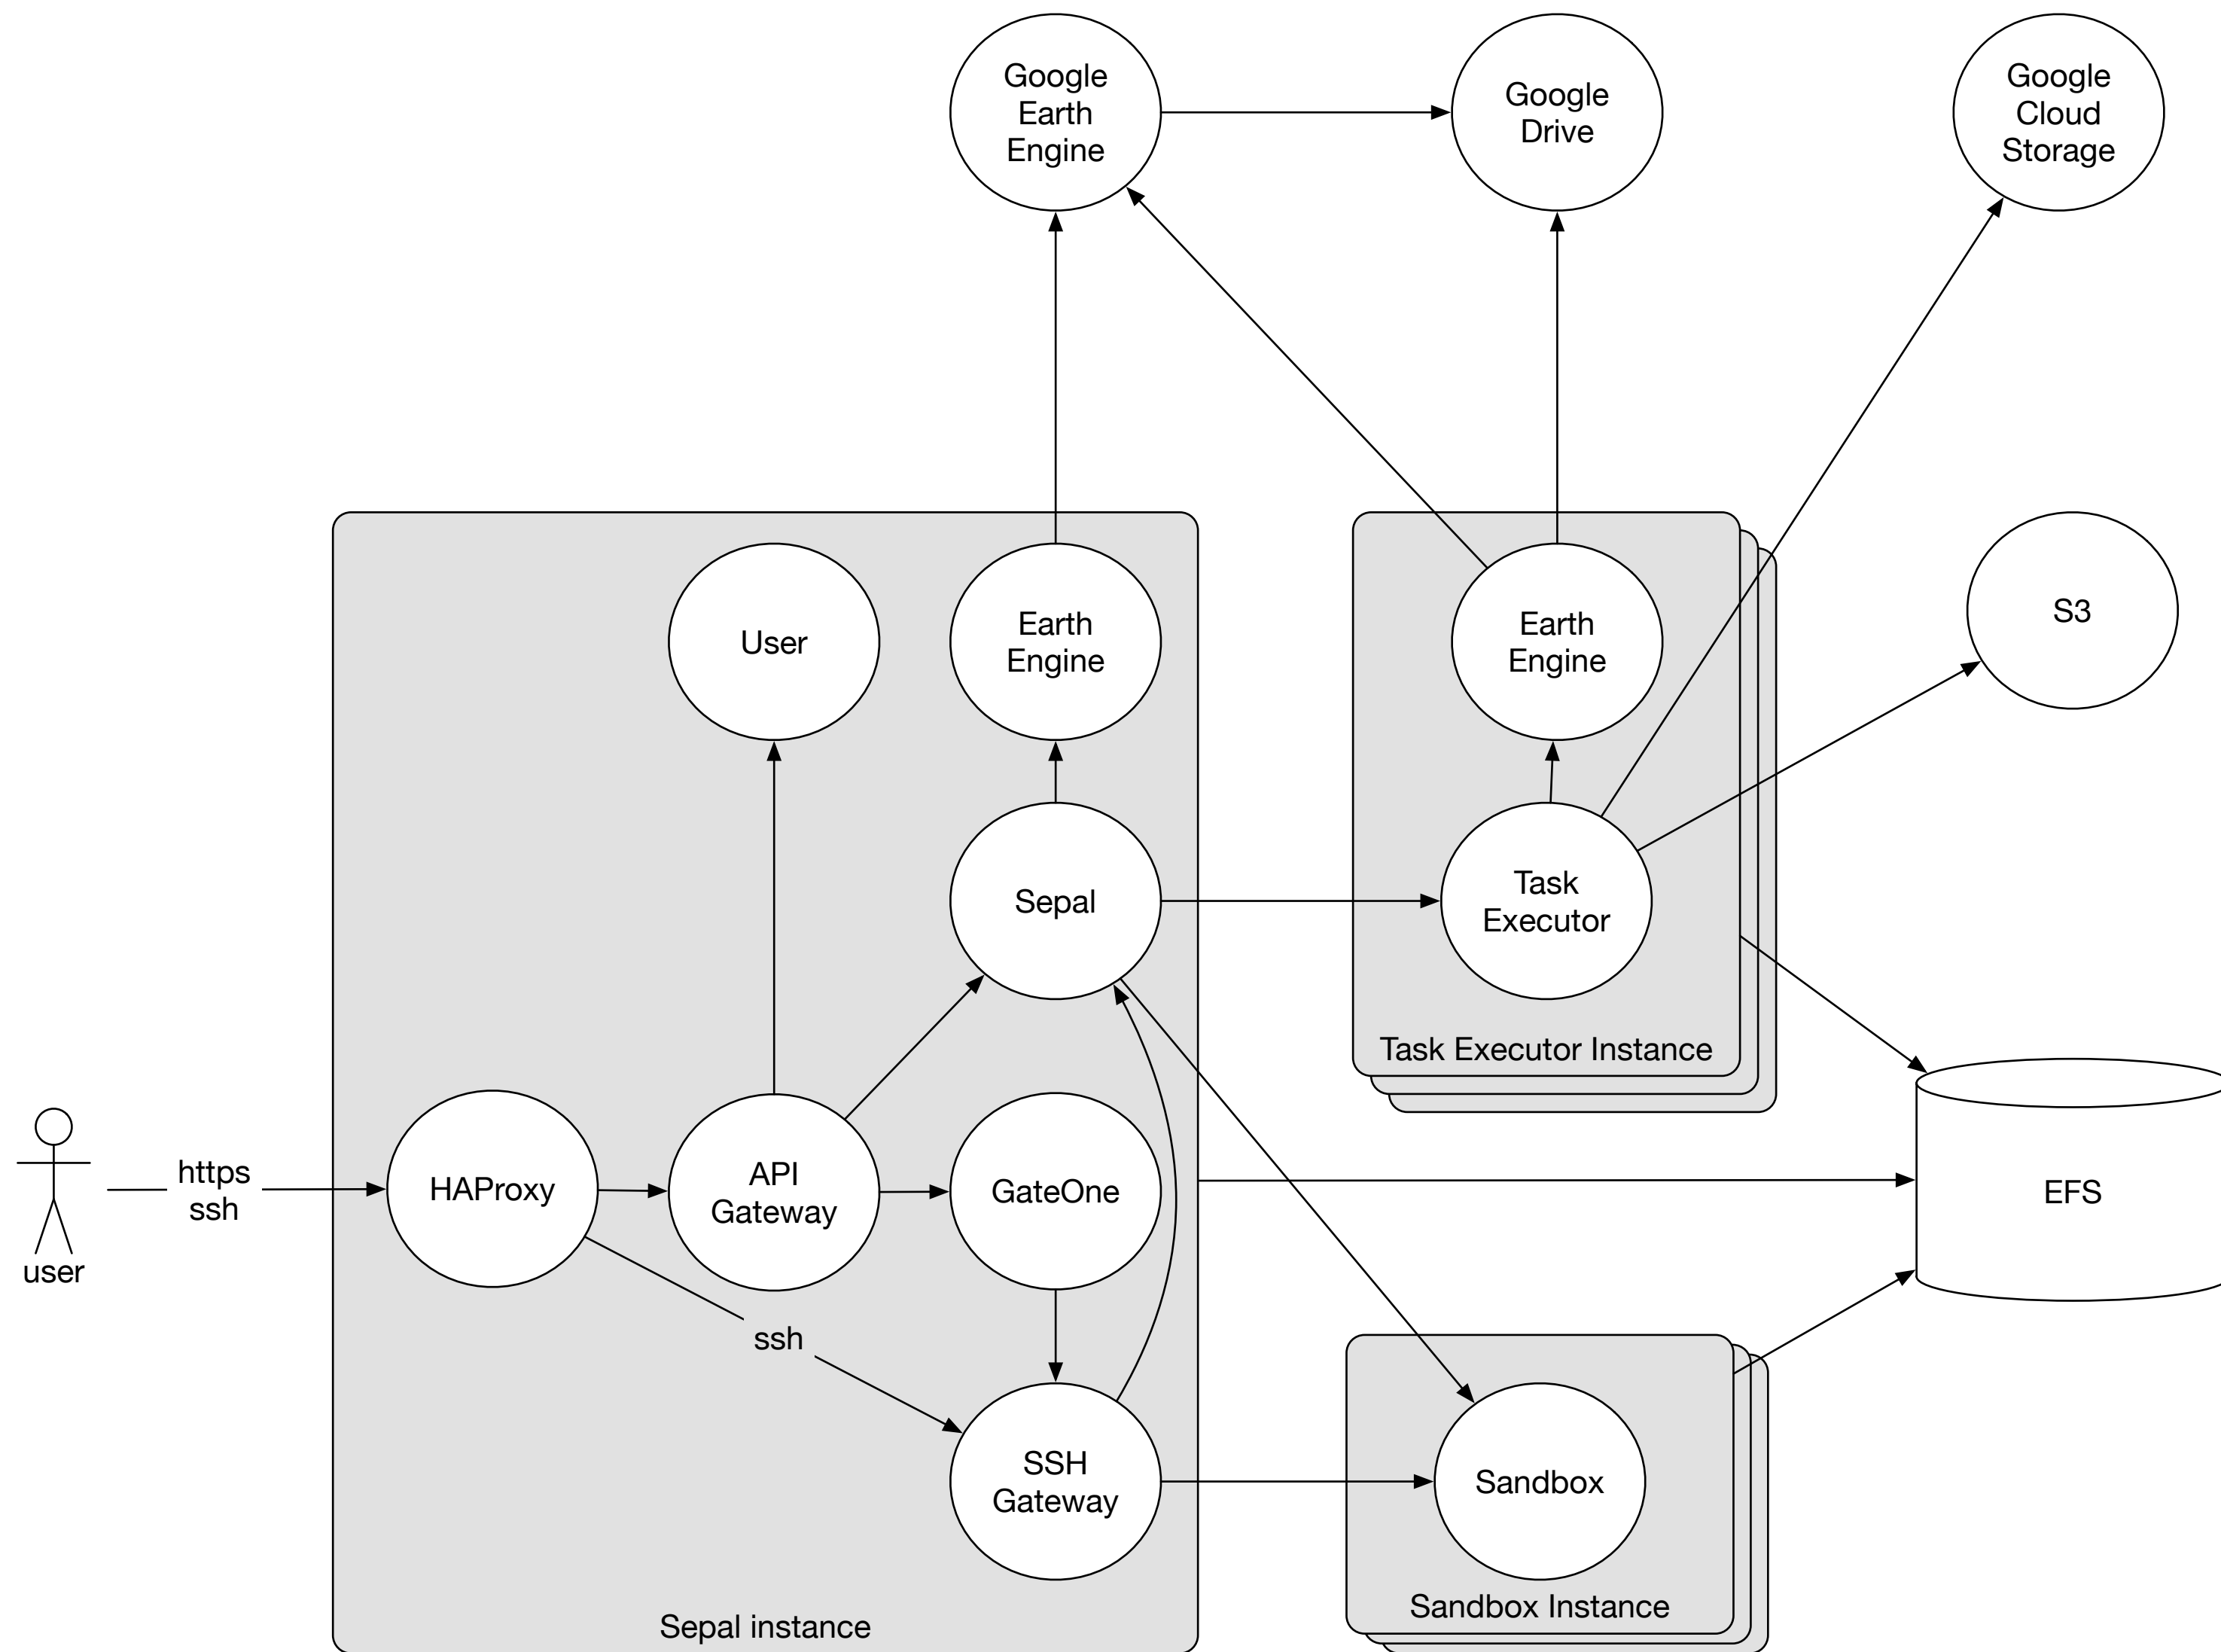 Google
Earth
Engine
Google
Drive
Google
Cloud
Storage
User
Earth
Engine
Earth
Engine
S3
Sepal
Task
Executor
Task Executor Instance
https
ssh
user
HAProxy
API
Gateway
GateOne
EFS
ssh
SSH
Gateway
Sandbox
Sandbox Instance
Sepal instance